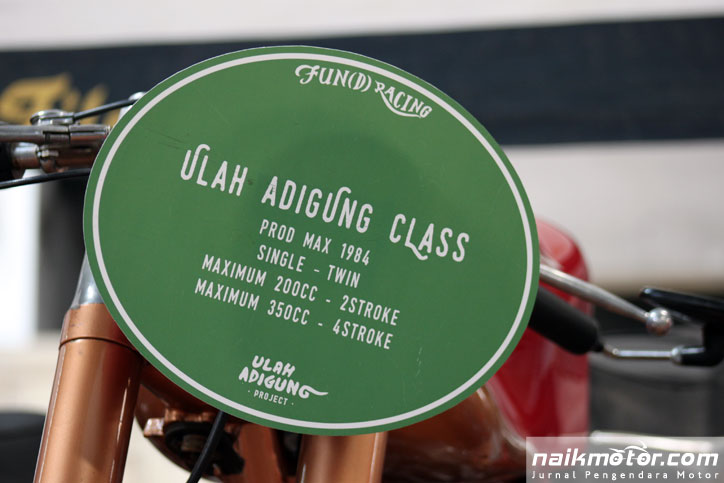 FUN(D) RACING
ULAH ADIGUNG CLASS
PROD MAX 1984
SINGLE - TWIN
MAXIMUM 200CC - 2STROKE
MAXIMUM 350CC - 4STROKE
ULAH
ADIGUNG
· PROJECT ·
naikmotor.com
Jurnal Pengendara Motor